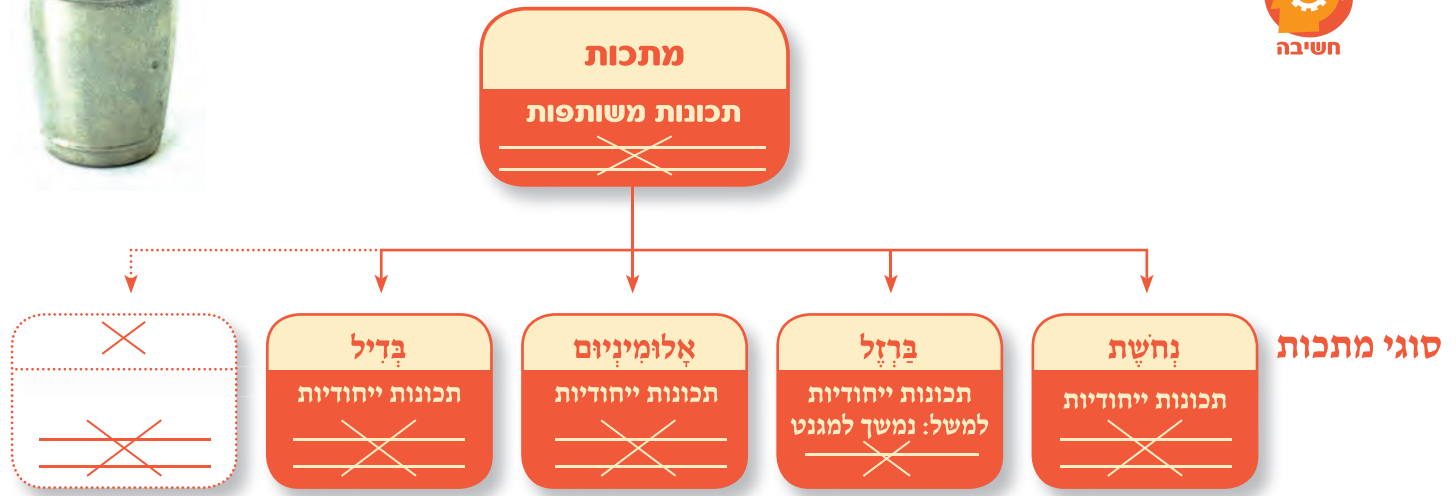 חשיבה
מתכות
תכונות משותפות
סוגי מתכות
נְחֹשֶת
תכונות ייחודיות
בַּרְזֶל
תכונות ייחודיות
למשל: נמשך למגנט
אָלוּמִינְיוּם
תכונות ייחודיות
בְּדִיל
תכונות ייחודיות